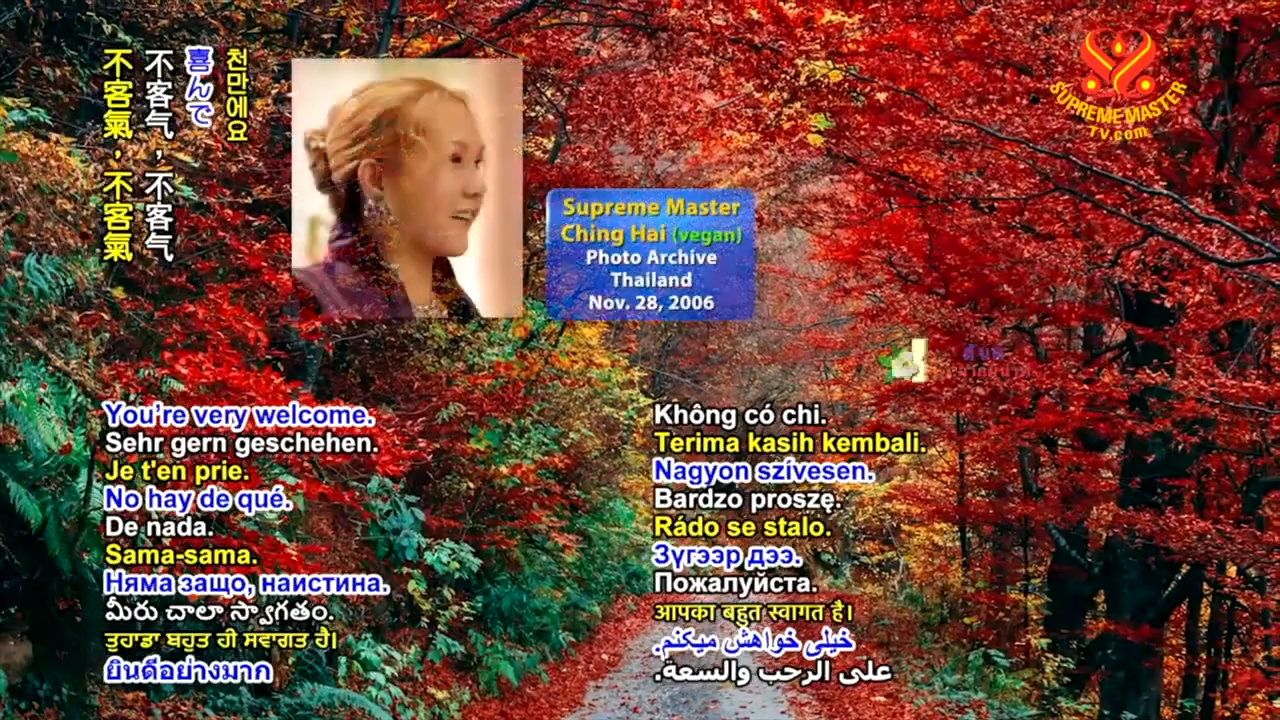 천만에요
喜んで
不客气，不客气
不客氣，不客氣
SUPREME MASTER
TV.com
Supreme Master
Ching Hai (vegan)
Photo Archive
Thailand
Nov. 28, 2006
You're very welcome.
Sehr gern geschehen.
Je t'en prie.
No hay de qué.
De nada.
Sama-sama.
Няма защо, наистина.
మీరు చాలా స్వాగతం.
ਤੁਹਾਡਾ ਬਹੁਤ ਹੀ ਸਵਾਗਤ ਹੈ।
ยินดีอย่างมาก
Không có chi.
Terima kasih kembali.
Nagyon szívesen.
Bardzo proszę.
Rádo se stalo.
Зүгээр дээ.
Пожалуйста.
आपका बहुत स्वागत है।
خیلی خواهش میکنم.
على الرحب والسعة.